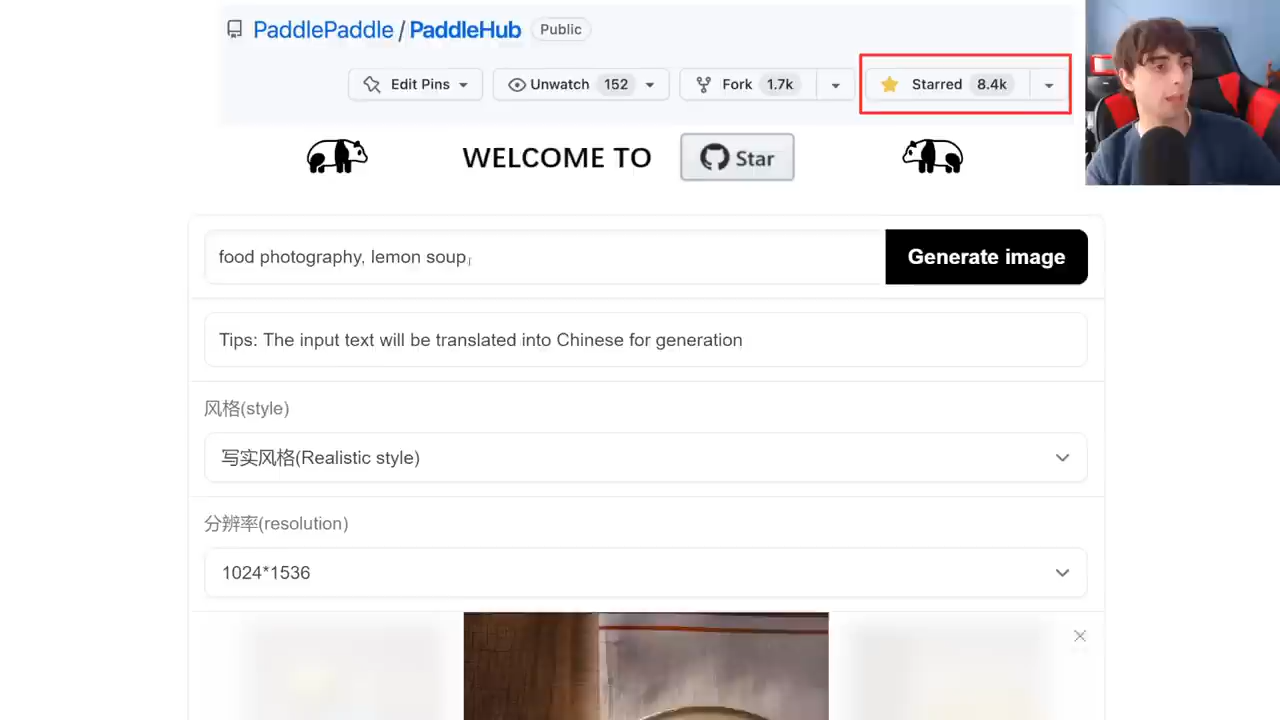 PaddlePaddle / PaddleHub Public
Edit Pins Unwatch 152 Fork 1.7k Starred 8.4k
WELCOME TO Star
food photography, lemon soup,
Generate image
Tips: The input text will be translated into Chinese for generation
风格(style)
写实风格(Realistic style)
分辨率(resolution)
1024*1536